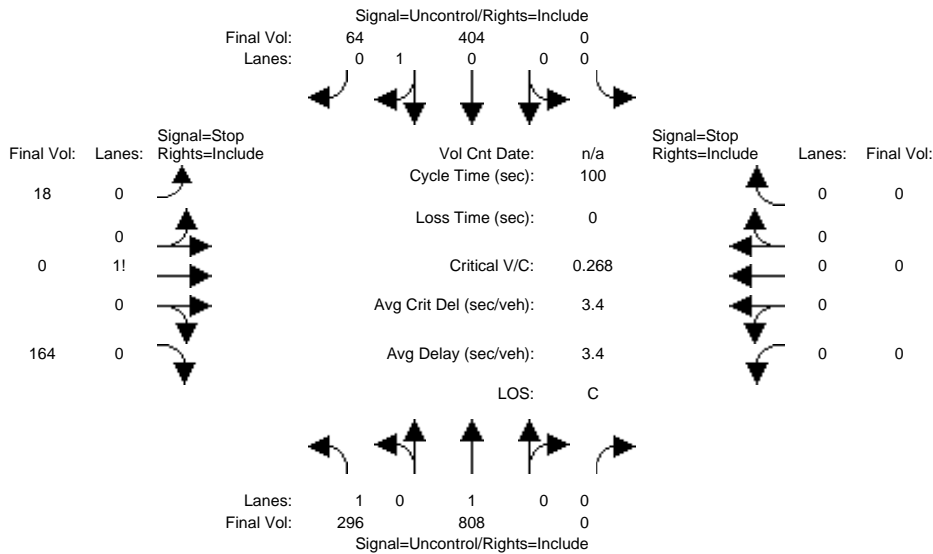 Signal=Uncontrol/Rights=Include
Final Vol: 64 404 0
Lanes: 0 1 0 0 0
Signal=Stop Signal=Stop
Final Vol: Lanes: Rights=Include Vol Cnt Date: n/a Rights=Include Lanes: Final Vol:
Cycle Time (sec): 100
18 0 0 0
Loss Time (sec): 0
0 0
0 1! Critical V/C: 0.268 0 0
0 Avg Crit Del (sec/veh): 3.4 0
164 0 Avg Delay (sec/veh): 3.4 0 0
LOS: C
Lanes: 1 0 1 0 0
Final Vol: 296 808 0
Signal=Uncontrol/Rights=Include